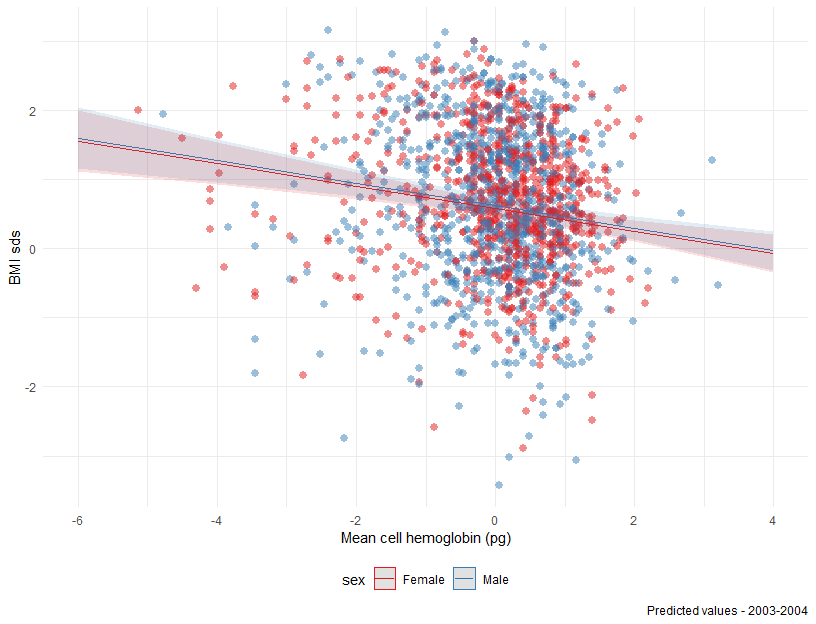 BMI sds
2
0
-2
-6
-4
-2
0
2
4
Mean cell hemoglobin (pg)
sex
Female
Male
Predicted values - 2003-2004